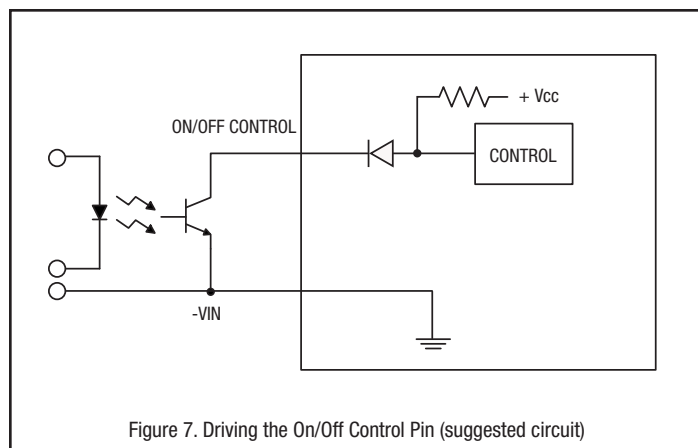 + Vcc
ON/OFF CONTROL
CONTROL
-VIN
Figure 7. Driving the On/Off Control Pin (suggested circuit)